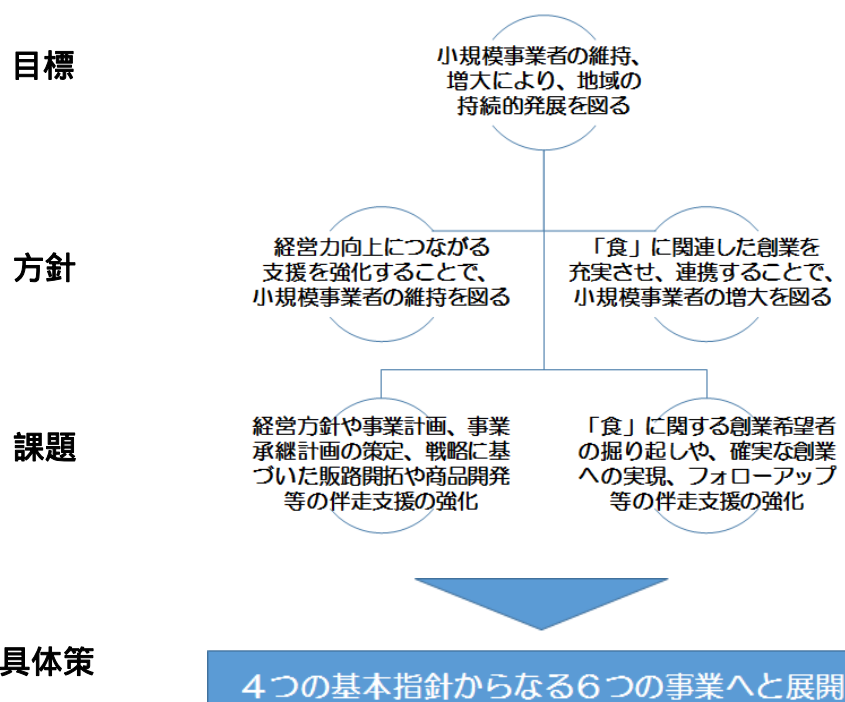 目標
小規模事業者の維持、
増大により、地域の
持続的発展を図る
方針
経営力向上につながる
支援を強化することで、
小規模事業者の維持を図る
「食」に関連した創業を
充実させ、連携することで、
小規模事業者の増大を図る
課題
経営方針や事業計画、事業
承継計画の策定、戦略に基
づいた販路開拓や商品開発
等の伴走支援の強化
「食」に関する創業希望者
の掘り起しや、確実な創業
への実現、フォローアップ
等の伴走支援の強化
具体策
４つの基本指針からなる６つの事業へと展開